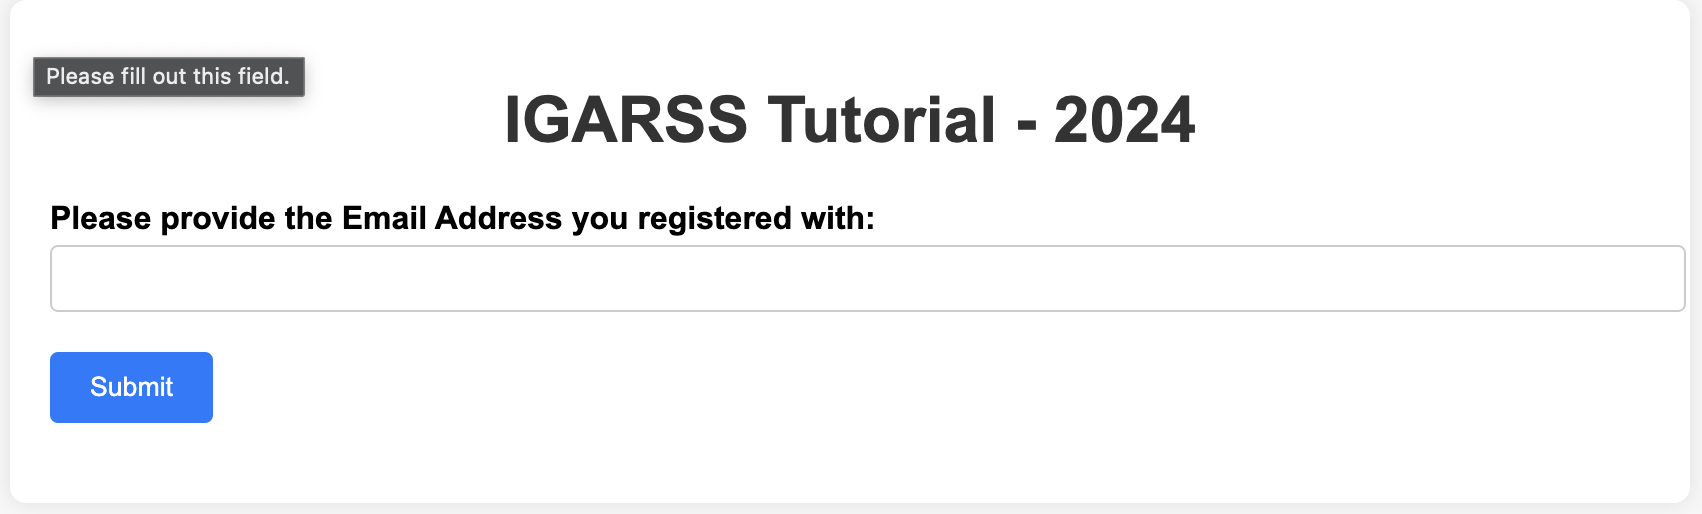 Please fill out this field.
IGARSS Tutorial - 2024
Please provide the Email Address you registered with:
Submit